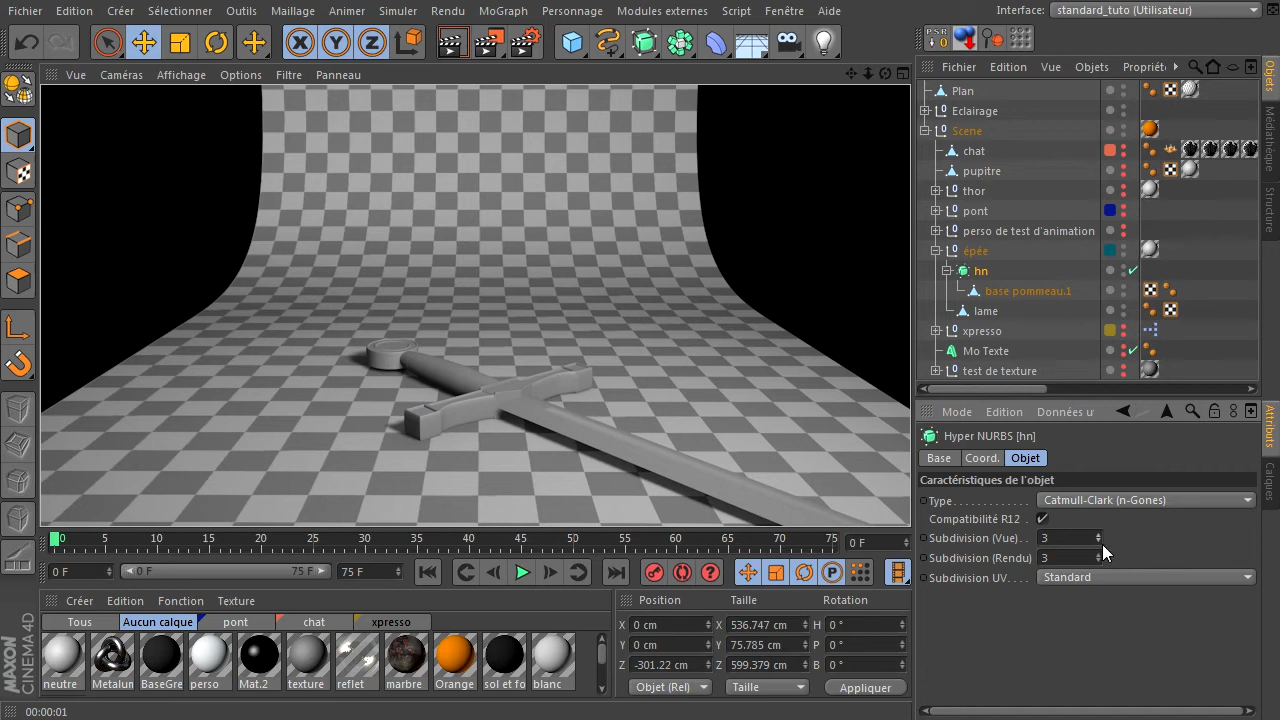 Fichier Edition Créer Sélectionner Outils Maillage Animer Simuler Rendu MoGraph Personnage Modules externes Script Fenêtre Aide Interface: standard_tuto (Utilisateur)
PSR
Vue Caméras Affichage Options Filtre Panneau
Fichier Edition Vue Objets Propriét
Plan
Eclairage
Scene
chat
pupitre
thor
pont
perso de test d'animation
épée
hn
base pommeau.1
lame
xpresso
Mo Texte
test de texture
Objets
Médiathèque
Structure
Mode Edition Données u
Hyper NURBS [hn]
Base Coord. Objet
Caractéristiques de l'objet
Type Catmull-Clark (n-Gones)
Compatibilité R12
Subdivision (Vue) 3
Subdivision (Rendu) 3
Subdivision UV Standard
Attributs
Calques
0 5 10 15 20 25 30 35 40 45 50 55 60 65 70 75 0 F
0 F 0 F 75 F 75 F
Créer Edition Fonction Texture
Tous Aucun calque pont chat xpresso
neutre Metalun BaseGre perso Mat.2 texture reflet marbre Orange sol et fo blanc
Position Taille Rotation
X 0 cm X 536.747 cm H 0 °
Y 0 cm Y 75.785 cm P 0 °
Z -301.22 cm Z 599.379 cm B 0 °
Objet (Rel) Taille Appliquer
MAXON
CINEMA 4D
00:00:01